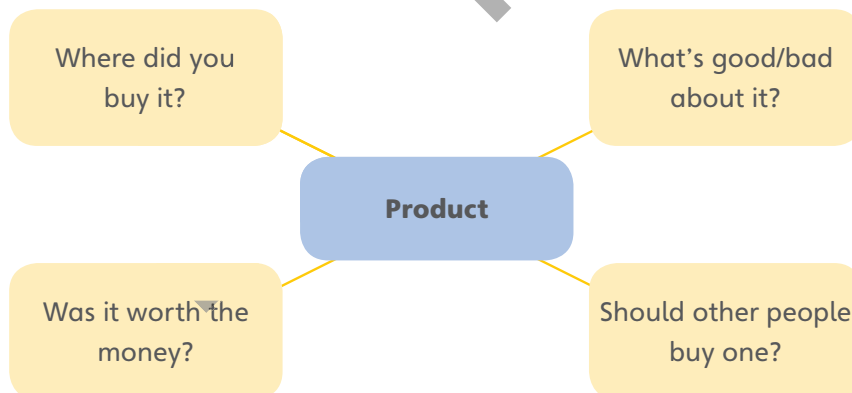 Where did you
buy it?
What's good/bad
about it?
Product
Was it worth the
money?
Should other people
buy one?